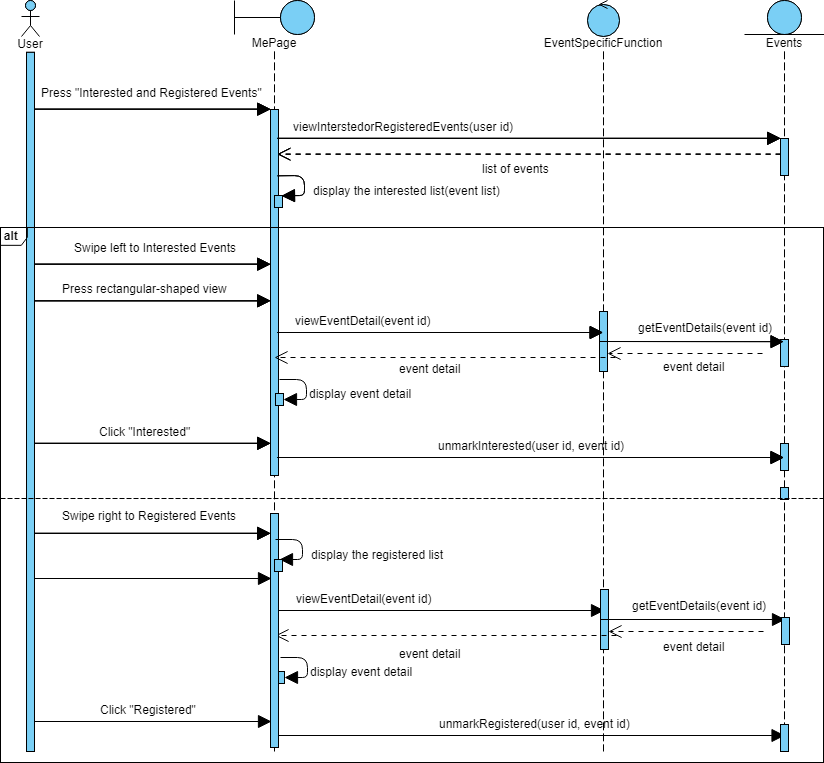 User
MePage
EventSpecificFunction
Events
Press "Interested and Registered Events"
viewInterstedorRegisteredEvents(user id)
list of events
display the interested list(event list)
alt
Swipe left to Interested Events
Press rectangular-shaped view
viewEventDetail(event id)
getEventDetails(event id)
event detail
event detail
display event detail
Click "Interested"
unmarkInterested(user id, event id)
Swipe right to Registered Events
display the registered list
viewEventDetail(event id)
getEventDetails(event id)
event detail
event detail
display event detail
Click "Registered"
unmarkRegistered(user id, event id)